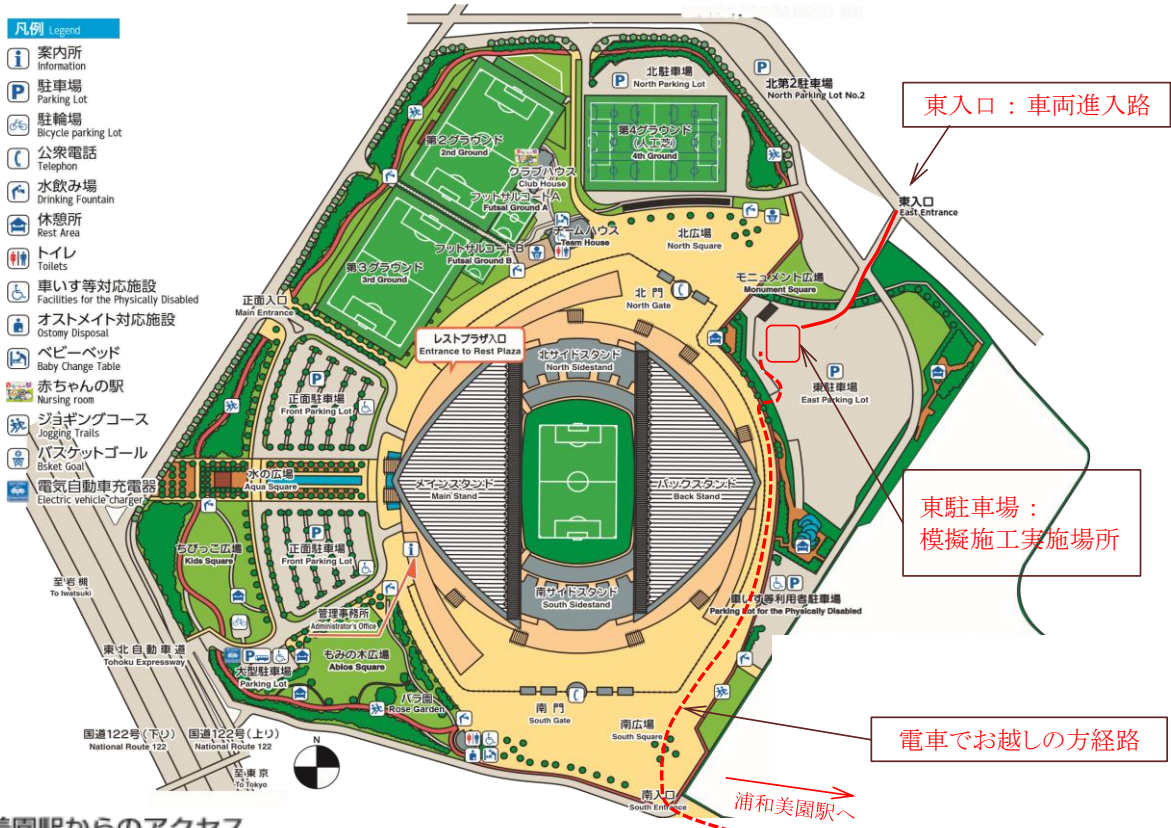 凡例 Legend
案内所
Information
駐車場
Parking Lot
駐輪場
Bicycle parking Lot
公衆電話
Telephon
水飲み場
Drinking Fountain
休憩所
Rest Area
トイレ
Toilets
車いす等対応施設
Facilities for the Physically Disabled
オストメイト対応施設
Ostomy Disposal
ベビーベッド
Baby Change Table
赤ちゃんの駅
Nursing room
ジョギングコース
Jogging Trails
バスケットゴール
Bsket Goal
電気自動車充電器
Electric vehicle charger
北駐車場
North Parking Lot
北第2駐車場
North Parking Lot No.2
東入口：車両進入路
第2グラウンド
2nd Ground
第4グラウンド
(人工芝)
4th Ground
クラブハウス
Club House
フットサルコートA
Futsal Ground A
チームハウス
Team House
フットサルコートB
Futsal Ground B
北広場
North Square
東入口
East Entrance
第3グラウンド
3rd Ground
モニュメント広場
Monument Square
北門
North Gate
正面入口
Main Entrance
レストプラザ入口
Entrance to Rest Plaza
北サイドスタンド
North Sidestand
東駐車場
East Parking Lot
正面駐車場
Front Parking Lot
水の広場
Aqua Square
メインスタンド
Main Stand
バックスタンド
Back Stand
東駐車場：
模擬施工実施場所
ちびっこ広場
Kids Square
正面駐車場
Front Parking Lot
南サイドスタンド
South Sidestand
車いす等利用者駐車場
Parking Lot for the Physically Disabled
至岩槻
To Iwatsuki
管理事務所
Administrator's Office
東北自動車道
Tohoku Expressway
大型駐車場
Parking Lot
もみの木広場
Abios Square
バラ園
Rose Garden
南門
South Gate
南広場
South Square
電車でお越しの方経路
国道122号(下り)
National Route 122
国道122号(上り)
National Route 122
至東京
To Tokyo
N
南入口
South Entrance
浦和美園駅へ
美園駅からのアクセス